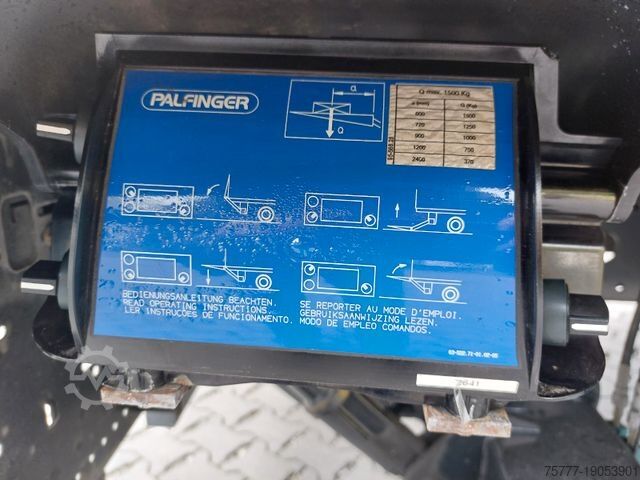 PALFINGER
a
Q
Q max. 1500 Kg
a (mm) Q (Kg)
600 1500
720 1250
900 1000
1200 750
2400 370
BEDIENUNGSANLEITUNG BEACHTEN.
READ OPERATING INSTRUCTIONS.
LER INSTRUCOES DE FUNCIONAMENTO.
SE REPORTER AU MODE D'EMPLOI.
GEBRUIKSAANWIJZING LEZEN.
MODO DE EMPLEO COMANDOS.
2641
75777-19053901